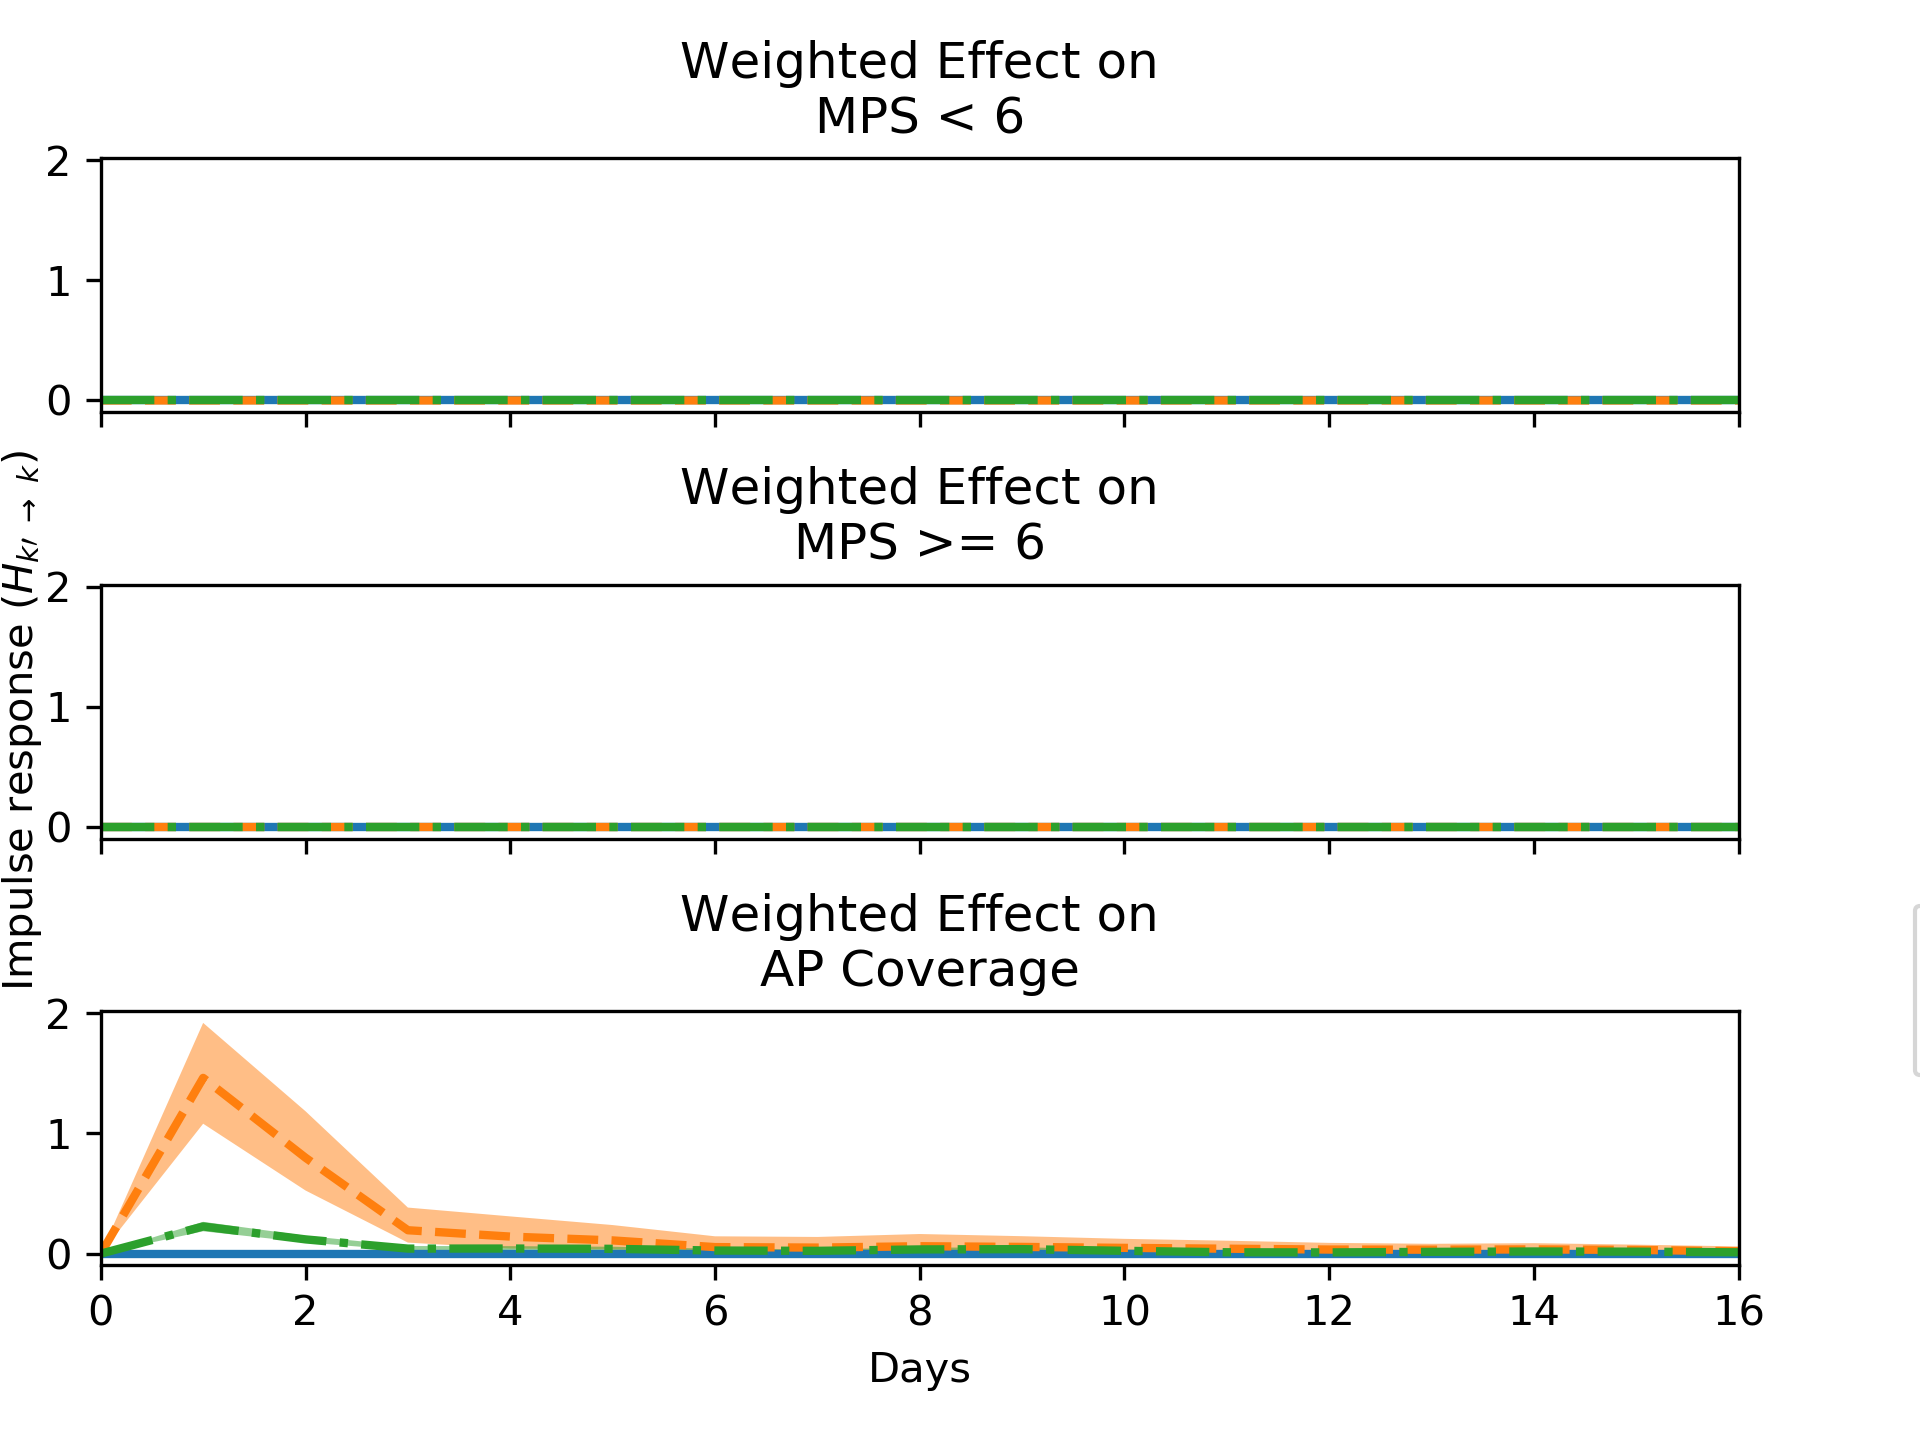 Weighted Effect on
MPS < 6
2
1
0
Impulse response (H_{k′ → k})
Weighted Effect on
MPS >= 6
2
1
0
Weighted Effect on
AP Coverage
2
1
0
0 2 4 6 8 10 12 14 16
Days